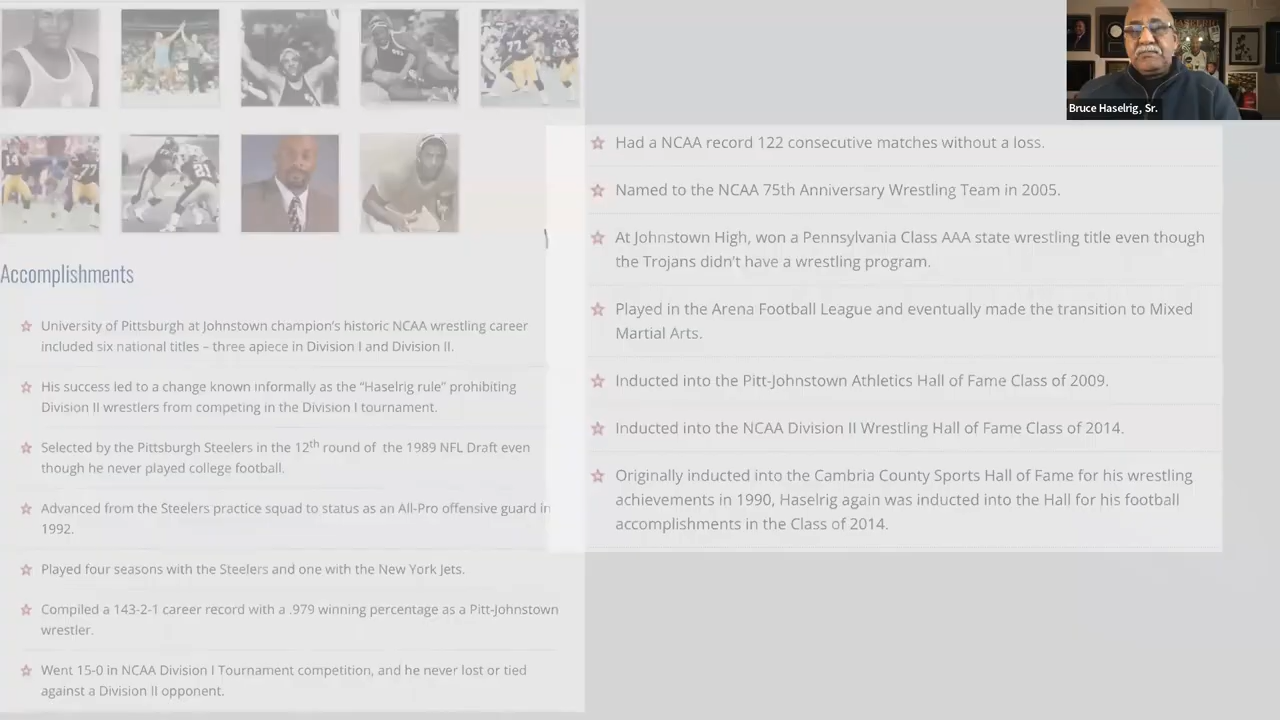 Bruce Haselrig, Sr.
Accomplishments
University of Pittsburgh at Johnstown champion's historic NCAA wrestling career
included six national titles – three apiece in Division I and Division II.
His success led to a change known informally as the "Haselrig rule" prohibiting
Division II wrestlers from competing in the Division I tournament.
Selected by the Pittsburgh Steelers in the 12th round of the 1989 NFL Draft even
though he never played college football.
Advanced from the Steelers practice squad to status as an All-Pro offensive guard in
1992.
Played four seasons with the Steelers and one with the New York Jets.
Compiled a 143-2-1 career record with a .979 winning percentage as a Pitt-Johnstown
wrestler.
Went 15-0 in NCAA Division I Tournament competition, and he never lost or tied
against a Division II opponent.
Had a NCAA record 122 consecutive matches without a loss.
Named to the NCAA 75th Anniversary Wrestling Team in 2005.
At Johnstown High, won a Pennsylvania Class AAA state wrestling title even though
the Trojans didn't have a wrestling program.
Played in the Arena Football League and eventually made the transition to Mixed
Martial Arts.
Inducted into the Pitt-Johnstown Athletics Hall of Fame Class of 2009.
Inducted into the NCAA Division II Wrestling Hall of Fame Class of 2014.
Originally inducted into the Cambria County Sports Hall of Fame for his wrestling
achievements in 1990, Haselrig again was inducted into the Hall for his football
accomplishments in the Class of 2014.